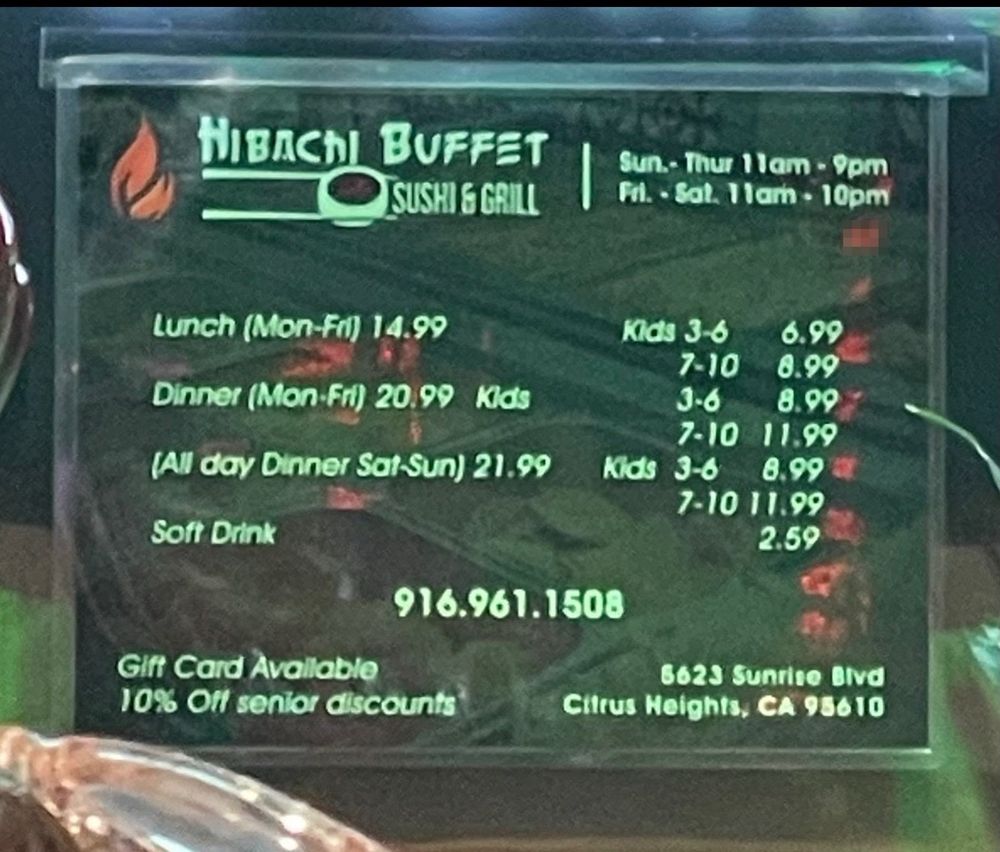 HIBACHI BUFFET
SUSHI & GRILL
Sun.- Thur 11am - 9pm
Fri. - Sat. 11am - 10pm
Lunch (Mon-Fri) 14.99 Kids 3-6 6.99
7-10 8.99
Dinner (Mon-Fri) 20.99 Kids 3-6 8.99
7-10 11.99
(All day Dinner Sat-Sun) 21.99 Kids 3-6 8.99
7-10 11.99
Soft Drink 2.59
916.961.1508
Gift Card Available
10% Off senior discounts
5623 Sunrise Blvd
Citrus Heights, CA 95610